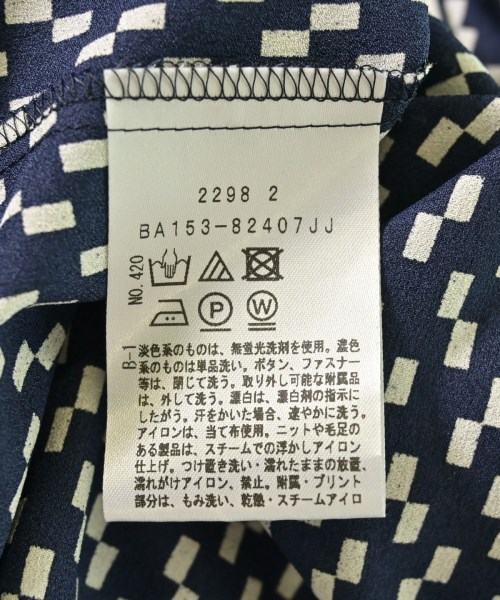 2298 2
BA153-82407JJ
NO.420
P
W
B-1
淡色系のものは、無蛍光洗剤を使用。濃色
系のものは単品洗い。ボタン、ファスナー
等は、閉じて洗う。取り外し可能な附属品
は、外して洗う。漂白は、漂白剤の指示に
したがう。汗をかいた場合、速やかに洗う。
アイロンは、当て布使用。ニットや毛足の
ある製品は、スチームでの浮かしアイロン
仕上げ。つけ置き洗い・濡れたままの放置、
濡れがけアイロン、禁止。附属・プリント
部分は、もみ洗い、乾熱・スチームアイロ